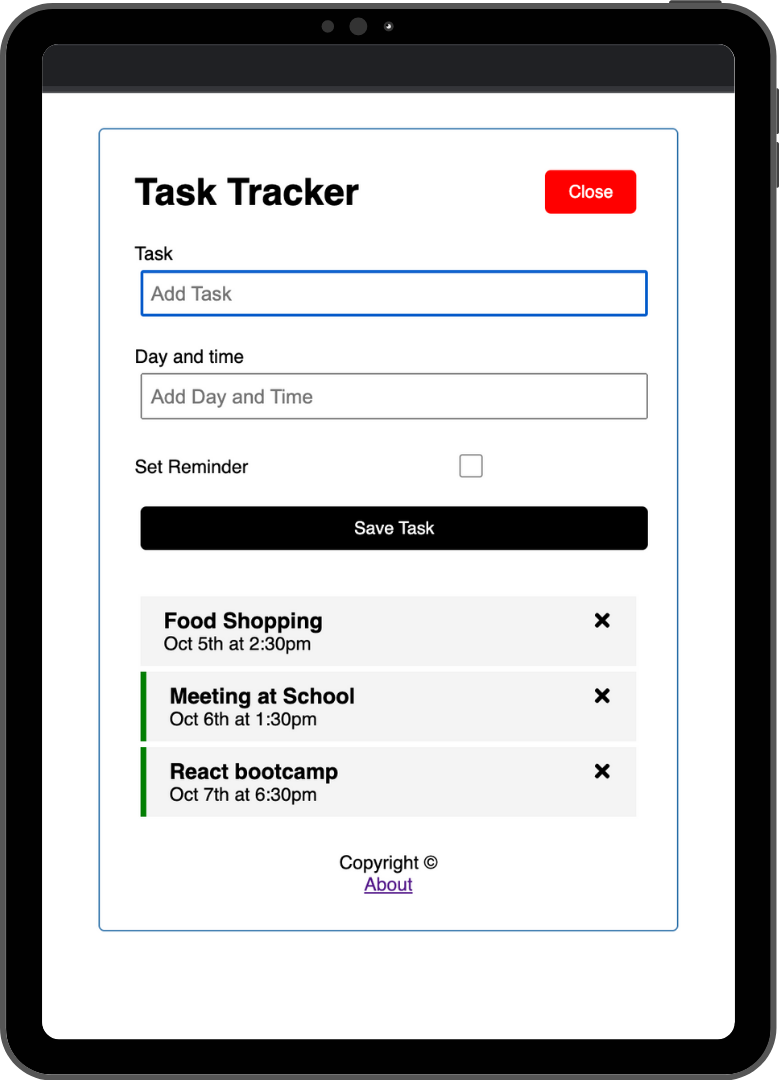 Task Tracker
Close
Task
Add Task
Day and time
Add Day and Time
Set Reminder
Save Task
Food Shopping
Oct 5th at 2:30pm
Meeting at School
Oct 6th at 1:30pm
React bootcamp
Oct 7th at 6:30pm
Copyright ©
About